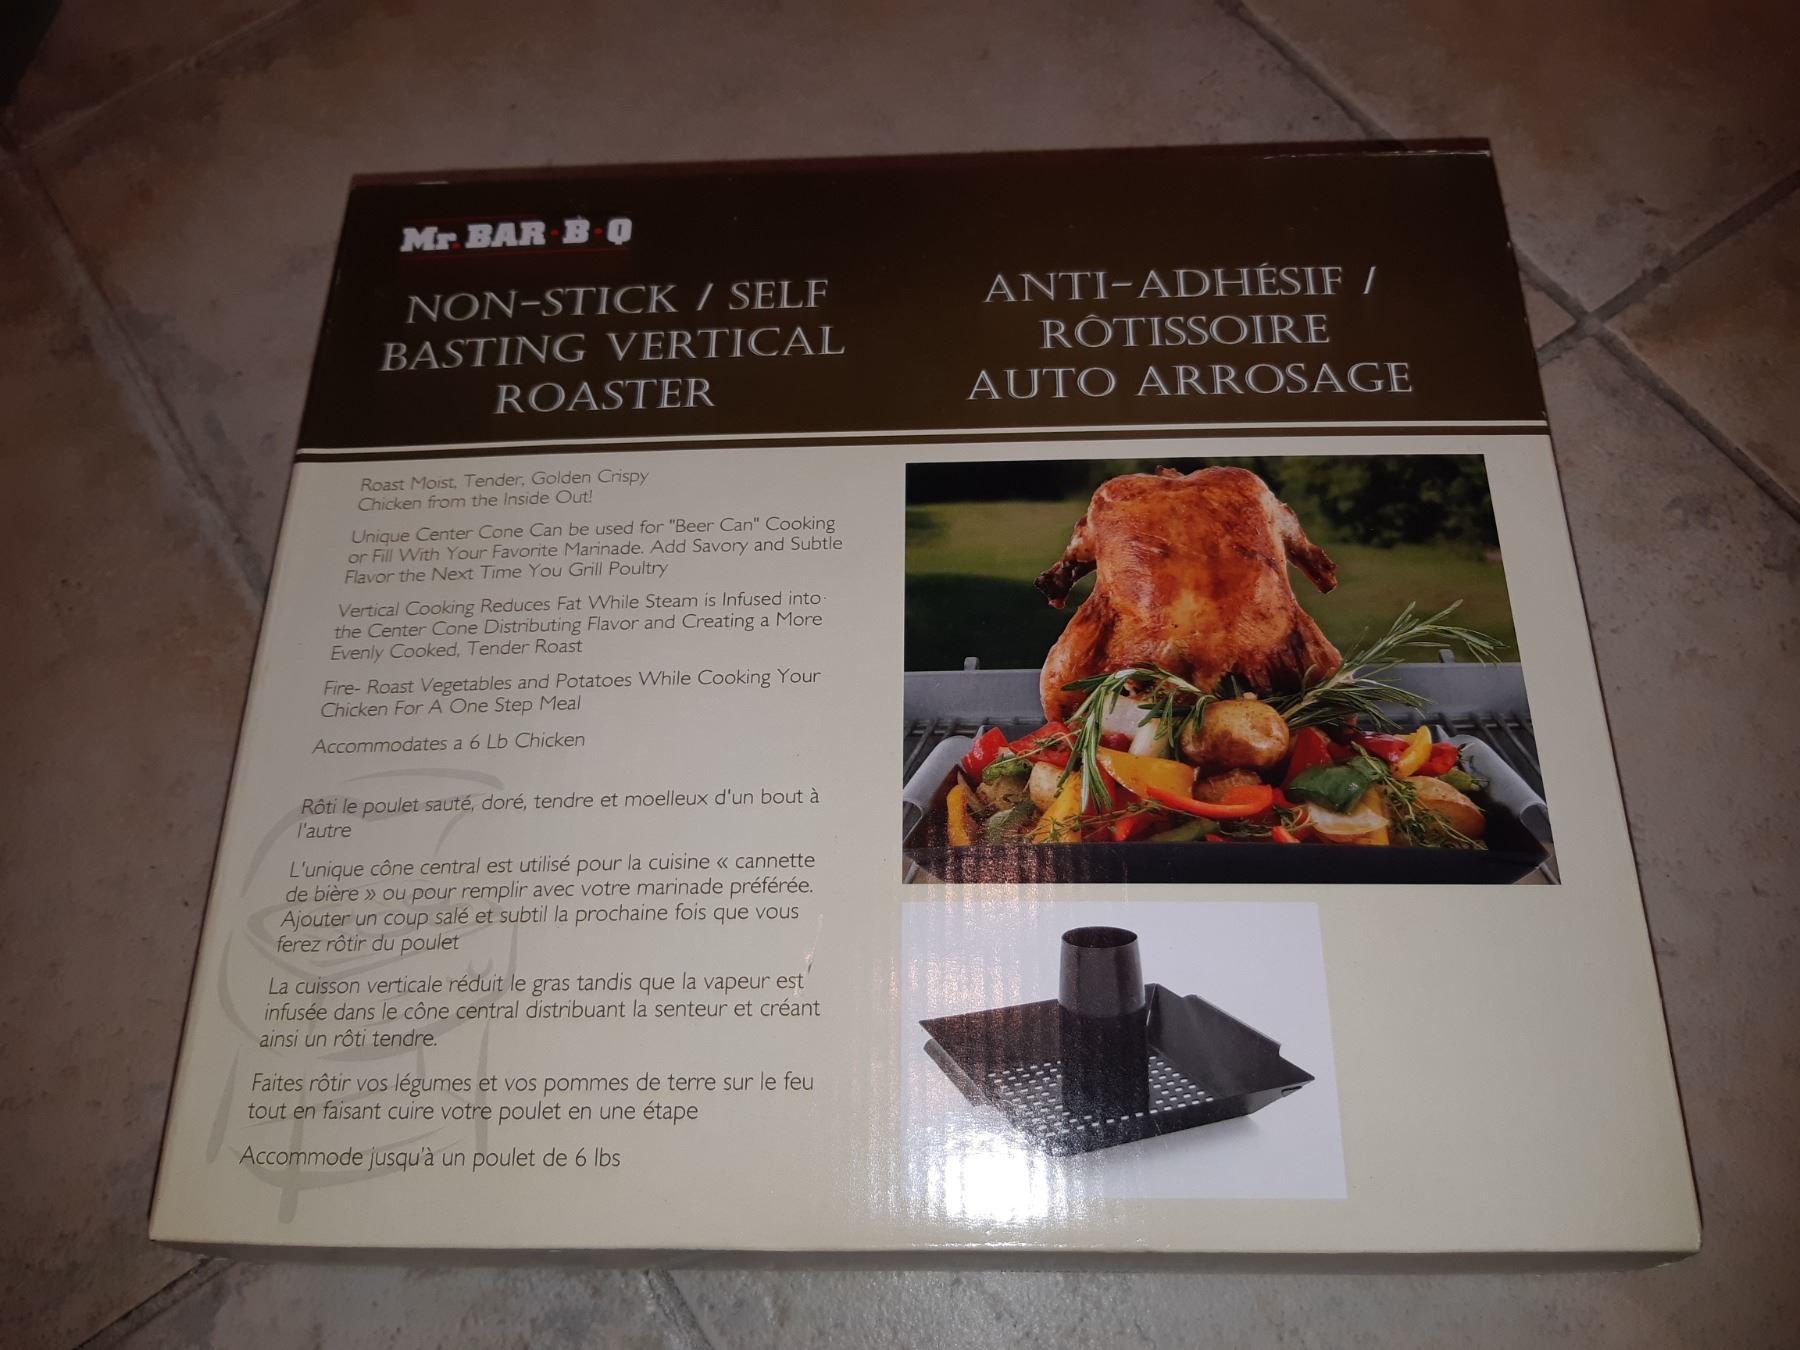 Mr. BAR·B·Q
NON-STICK / SELF
BASTING VERTICAL
ROASTER
ANTI-ADHÉSIF /
RÔTISSOIRE
AUTO ARROSAGE
Roast Moist, Tender, Golden Crispy
Chicken from the Inside Out!
Unique Center Cone Can be used for "Beer Can" Cooking
or Fill With Your Favorite Marinade. Add Savory and Subtle
Flavor the Next Time You Grill Poultry
Vertical Cooking Reduces Fat While Steam is Infused into
the Center Cone Distributing Flavor and Creating a More
Evenly Cooked, Tender Roast
Fire- Roast Vegetables and Potatoes While Cooking Your
Chicken For A One Step Meal
Accommodates a 6 Lb Chicken
Rôti le poulet sauté, doré, tendre et moelleux d'un bout à
l'autre
L'unique cône central est utilisé pour la cuisine « cannette
de bière » ou pour remplir avec votre marinade préférée.
Ajouter un coup salé et subtil la prochaine fois que vous
ferez rôtir du poulet
La cuisson verticale réduit le gras tandis que la vapeur est
infusée dans le cône central distribuant la senteur et créant
ainsi un rôti tendre.
Faites rôtir vos légumes et vos pommes de terre sur le feu
tout en faisant cuire votre poulet en une étape
Accommode jusqu'à un poulet de 6 lbs